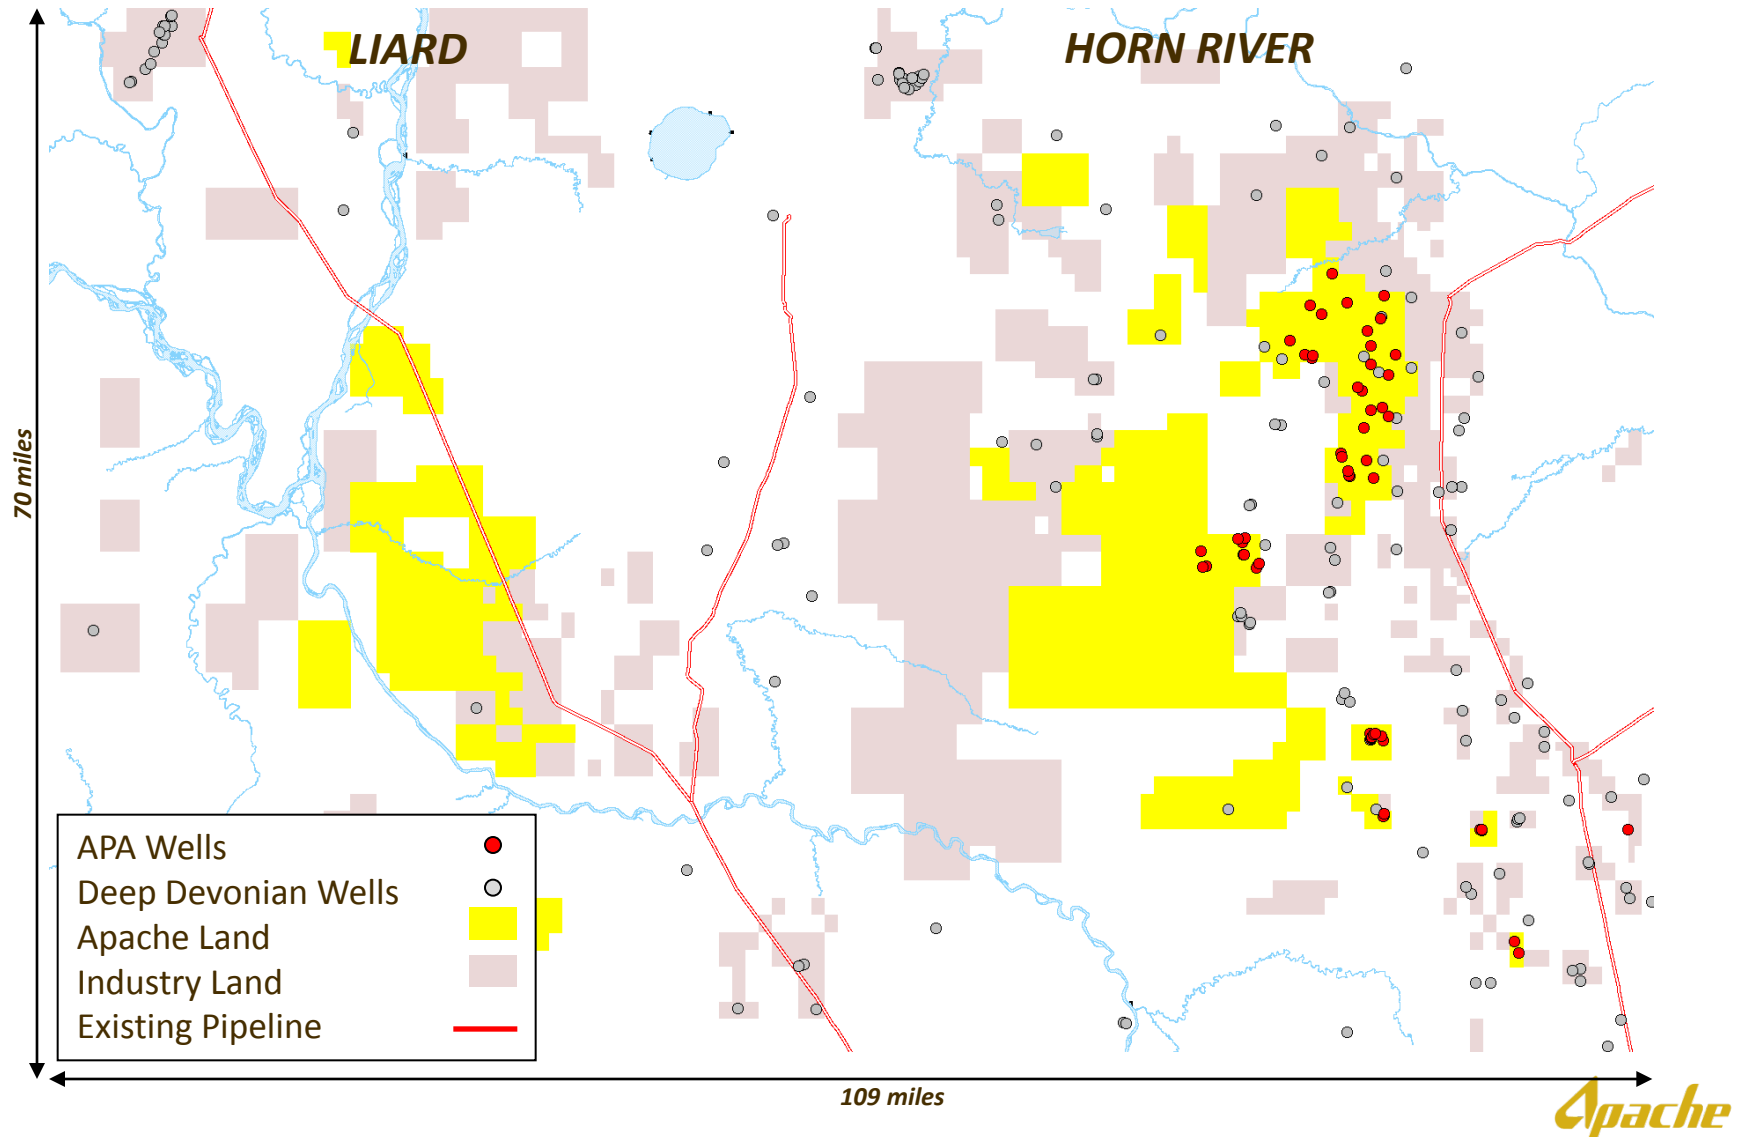 LIARD
HORN RIVER
70 miles
APA Wells
Deep Devonian Wells
Apache Land
Industry Land
Existing Pipeline
109 miles
Apache